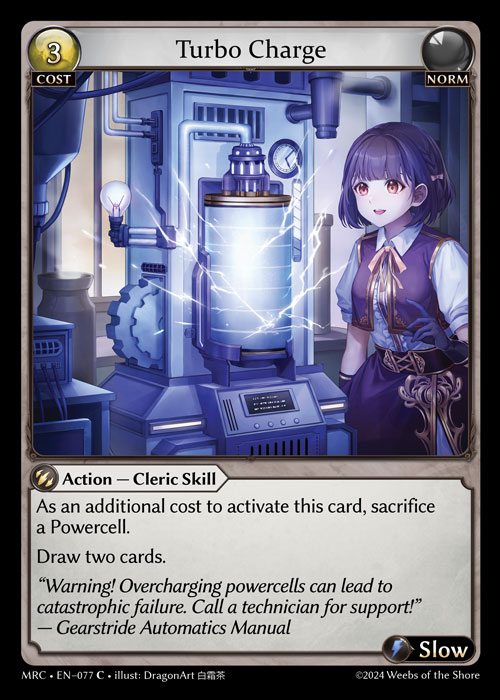 3
COST
Turbo Charge
NORM
Action — Cleric Skill
As an additional cost to activate this card, sacrifice
a Powercell.
Draw two cards.
“Warning! Overcharging powercells can lead to
catastrophic failure. Call a technician for support!”
— Gearstride Automatics Manual
Slow
MRC • EN–077 C • illust: DragonArt 白霜茶
©2024 Weebs of the Shore